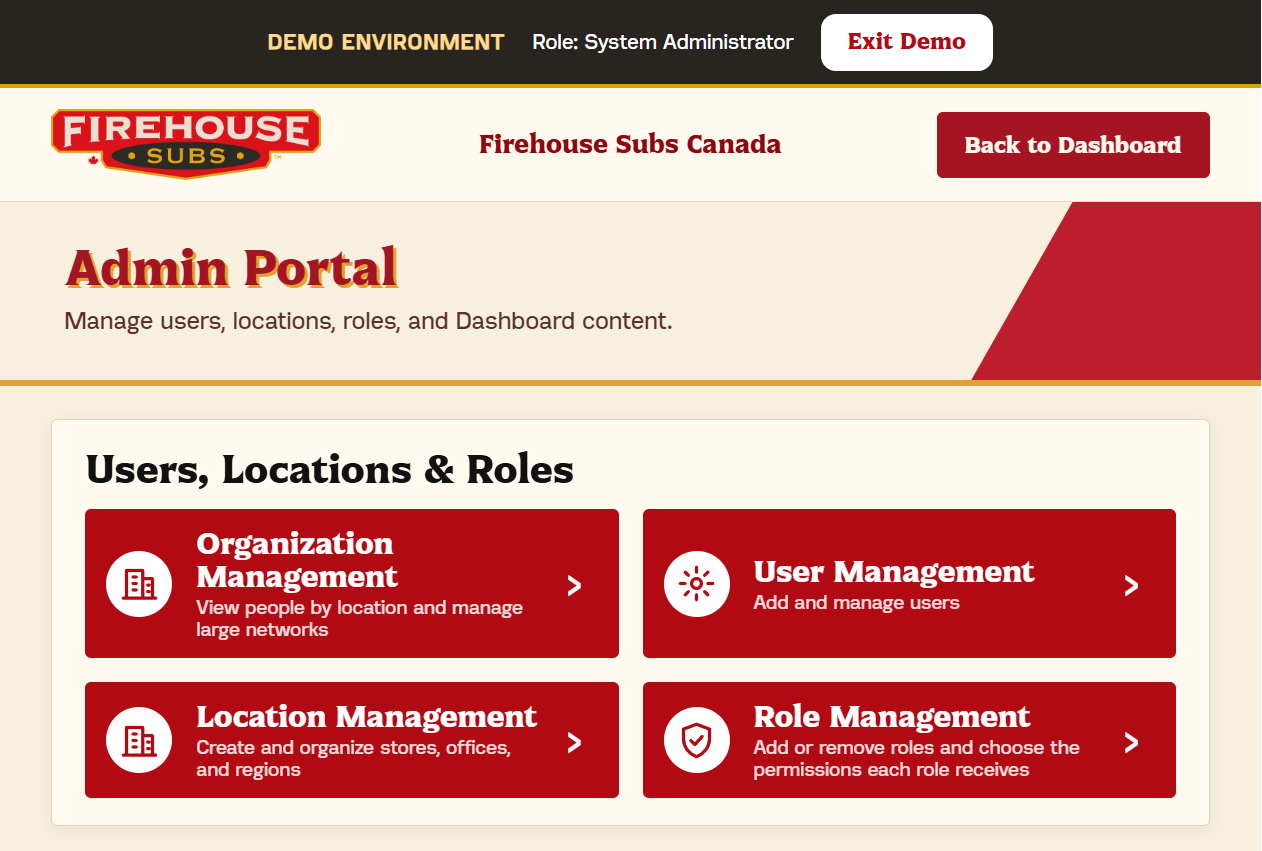 DEMO ENVIRONMENT Role: System Administrator Exit Demo
FIREHOUSE
SUBS
™
Firehouse Subs Canada
Back to Dashboard
Admin Portal
Manage users, locations, roles, and Dashboard content.
Users, Locations & Roles
Organization
Management
View people by location and manage
large networks
User Management
Add and manage users
Location Management
Create and organize stores, offices,
and regions
Role Management
Add or remove roles and choose the
permissions each role receives